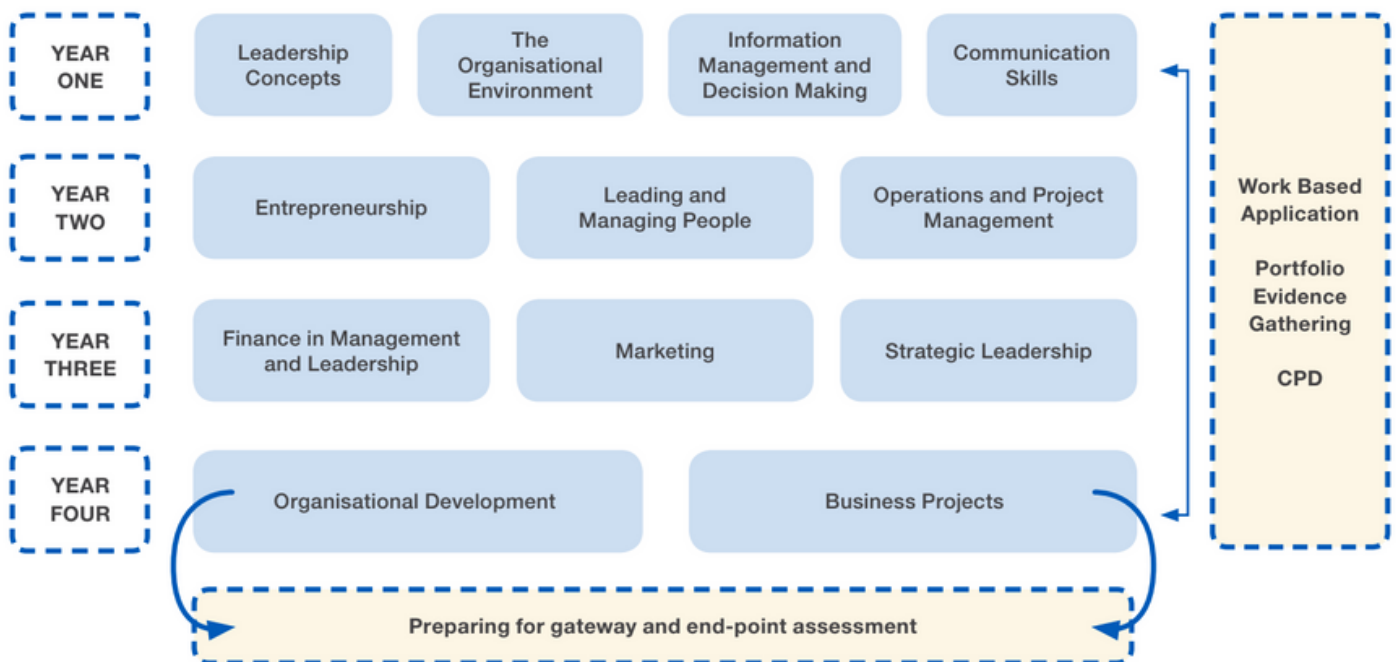 YEAR
ONE
Leadership
Concepts
The
Organisational
Environment
Information
Management and
Decision Making
Communication
Skills
YEAR
TWO
Entrepreneurship
Leading and
Managing People
Operations and Project
Management
YEAR
THREE
Finance in Management
and Leadership
Marketing
Strategic Leadership
YEAR
FOUR
Organisational Development
Business Projects
Work Based
Application
Portfolio
Evidence
Gathering
CPD
Preparing for gateway and end-point assessment